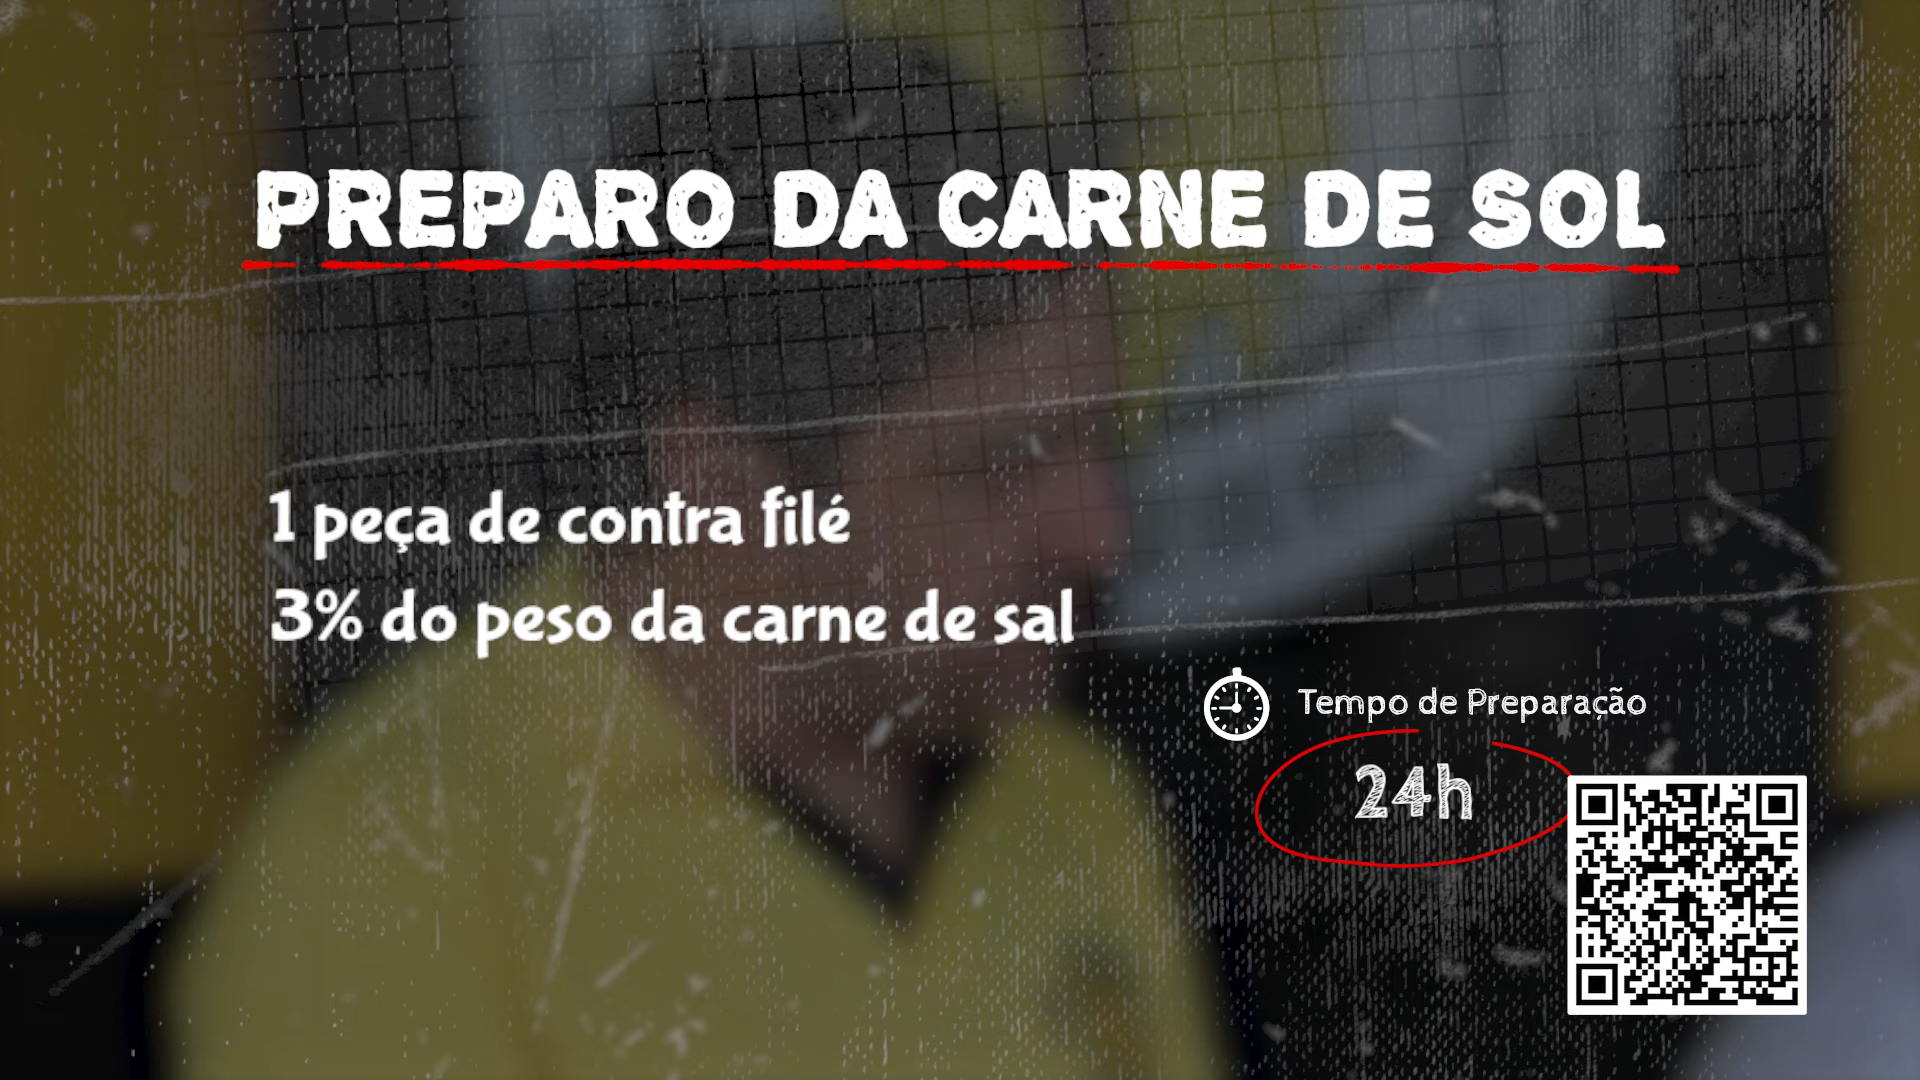 PREPARO DA CARNE DE SOL
1 peça de contra filé
3% do peso da carne de sal
Tempo de Preparação
24h